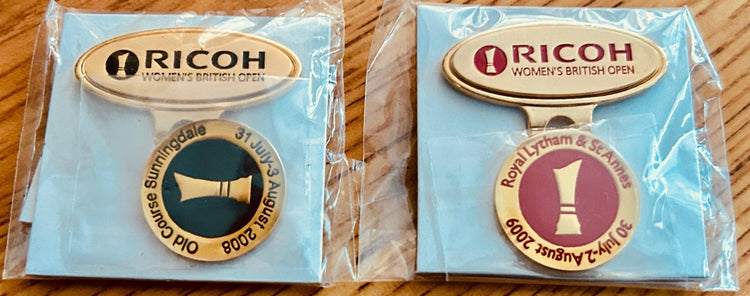 RICOH
WOMEN'S BRITISH OPEN
Old Course Sunningdale
31 July-3 August 2008
RICOH
WOMEN'S BRITISH OPEN
Royal Lytham & St Annes
30 July-2 August 2009